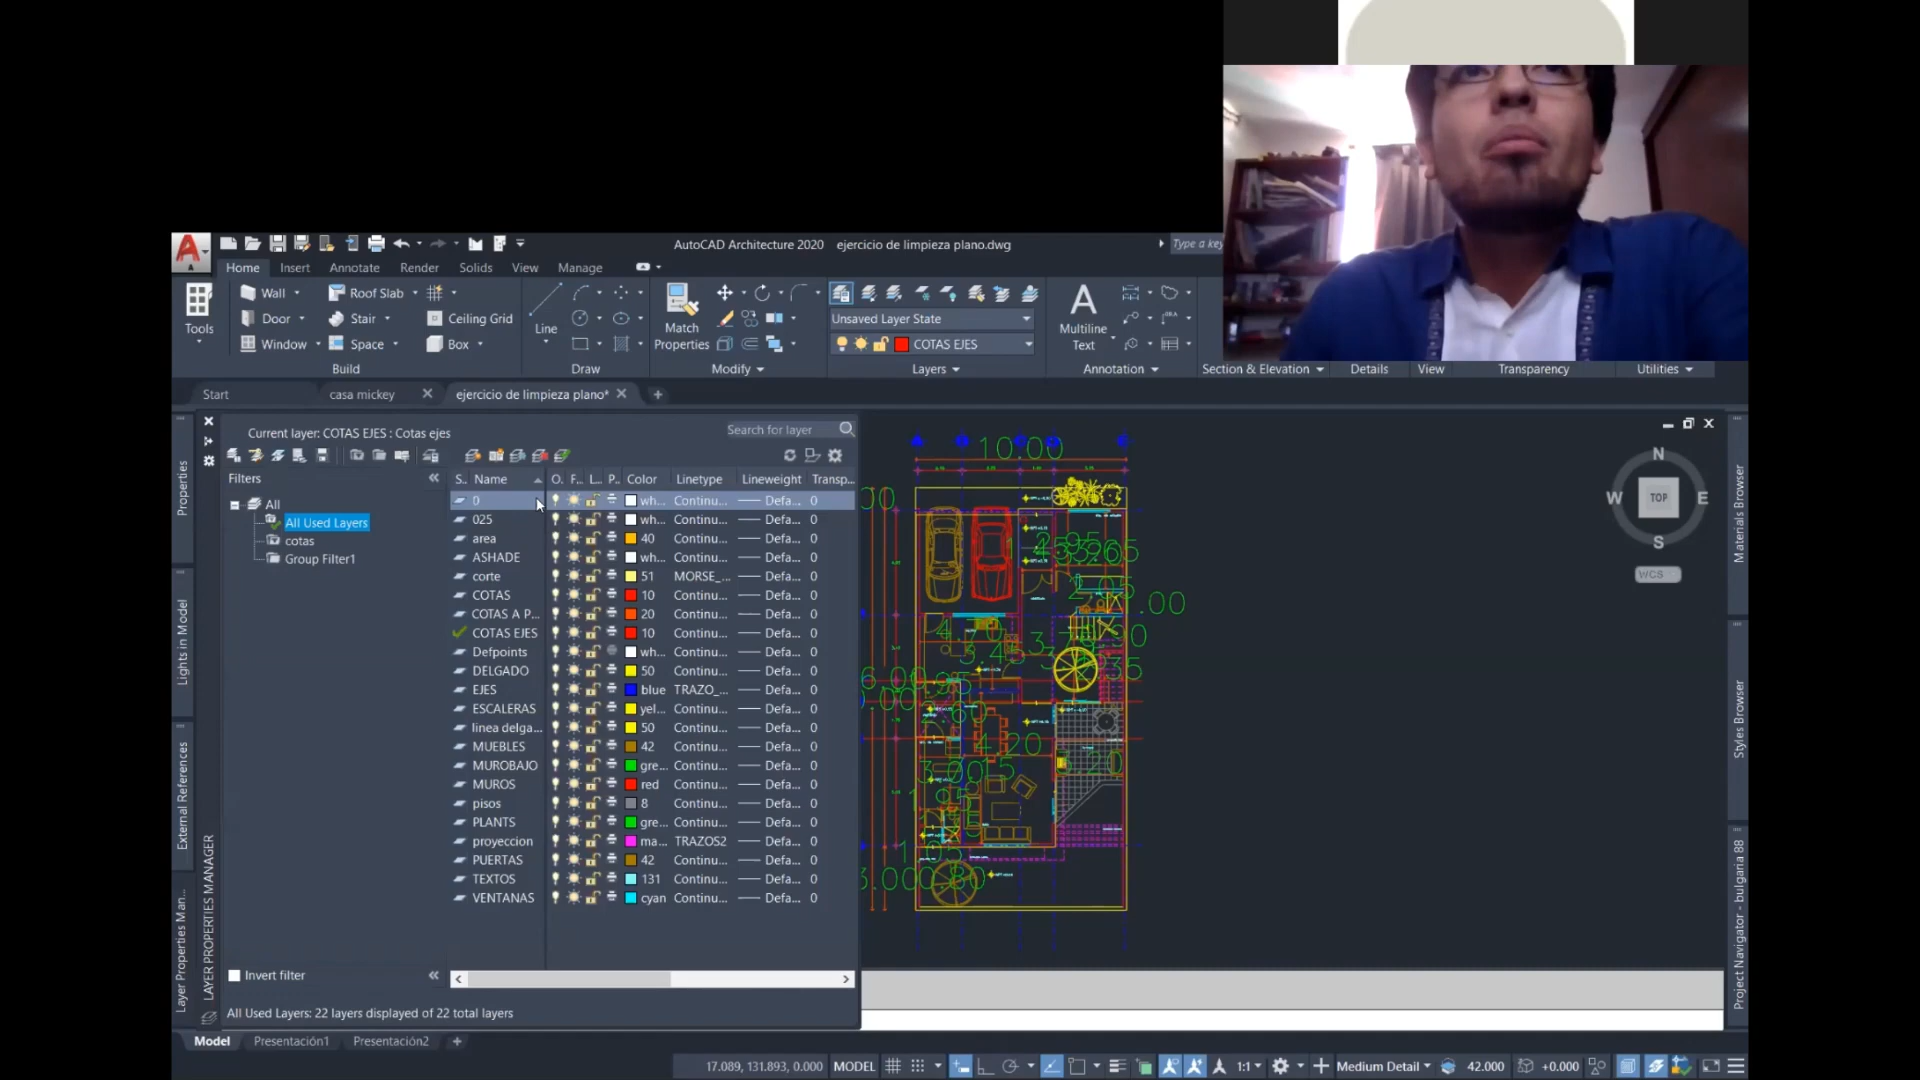 AutoCAD Architecture 2020 ejercicio de limpieza plano.dwg
Type a key
Home Insert Annotate Render Solids View Manage
Tools
Wall
Door
Window
Roof Slab
Stair
Space
Ceiling Grid
Box
Build
Line
Draw
Match
Properties
Modify
Unsaved Layer State
COTAS EJES
Layers
A
Multiline
Text
Annotation
Section & Elevation
Details
View
Transparency
Utilities
Start
casa mickey
ejercicio de limpieza plano*
Current layer: COTAS EJES : Cotas ejes
Search for layer
Filters
All
All Used Layers
cotas
Group Filter1
S.. Name O. F... L... P.. Color Linetype Lineweight Transp...
0 wh... Continu... Defa... 0
025 wh... Continu... Defa... 0
area 40 Continu... Defa... 0
ASHADE wh... Continu... Defa... 0
corte 51 MORSE_... Defa... 0
COTAS 10 Continu... Defa... 0
COTAS A P... 20 Continu... Defa... 0
COTAS EJES 10 Continu... Defa... 0
Defpoints wh... Continu... Defa... 0
DELGADO 50 Continu... Defa... 0
EJES blue TRAZO_... Defa... 0
ESCALERAS yel... Continu... Defa... 0
linea delga... 50 Continu... Defa... 0
MUEBLES 42 Continu... Defa... 0
MUROBAJO gre... Continu... Defa... 0
MUROS red Continu... Defa... 0
pisos 8 Continu... Defa... 0
PLANTS gre... Continu... Defa... 0
proyeccion ma... TRAZOS2 Defa... 0
PUERTAS 42 Continu... Defa... 0
TEXTOS 131 Continu... Defa... 0
VENTANAS cyan Continu... Defa... 0
Invert filter
All Used Layers: 22 layers displayed of 22 total layers
Properties
Lights in Model
External References
Layer Properties Man...
LAYER PROPERTIES MANAGER
10.00
4.20
N
W TOP E
S
WCS
Materials Browser
Styles Browser
Project Navigator - bulgaria 88
Model Presentación1 Presentación2
17.089, 131.893, 0.000 MODEL
1:1
Medium Detail
42.000
+0.000